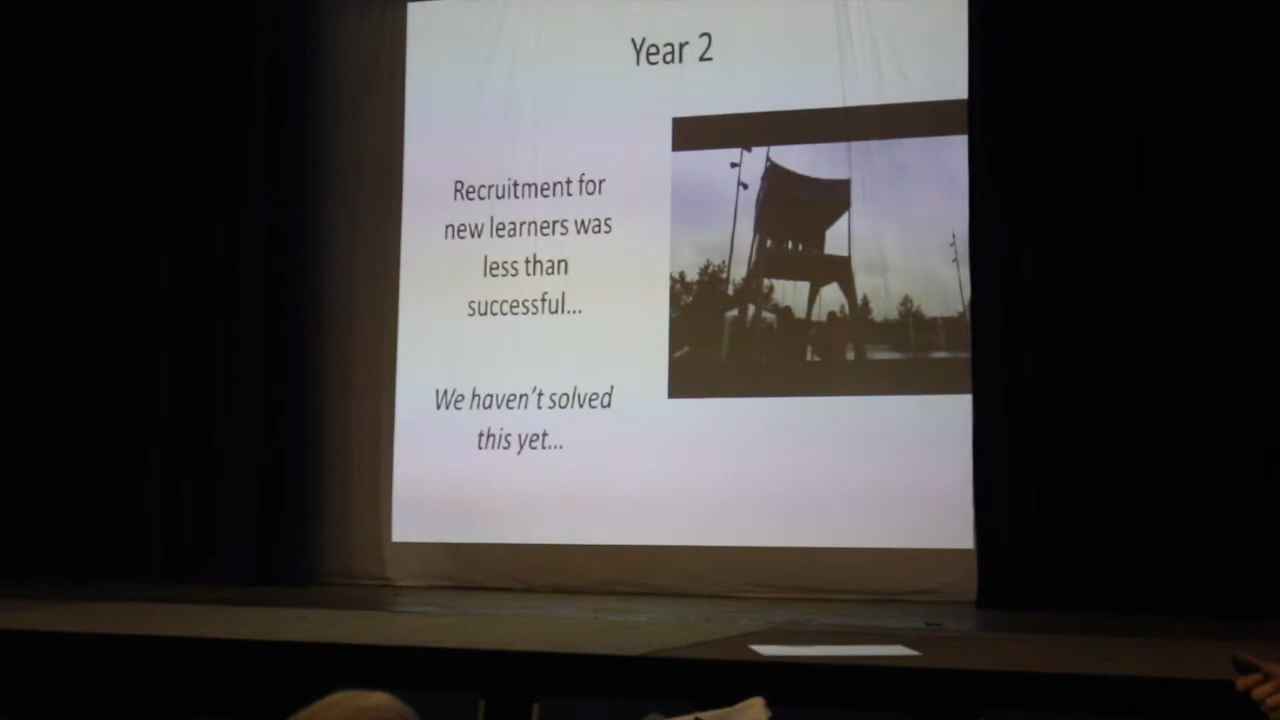 Year 2
Recruitment for
new learners was
less than
successful...
We haven't solved
this yet...